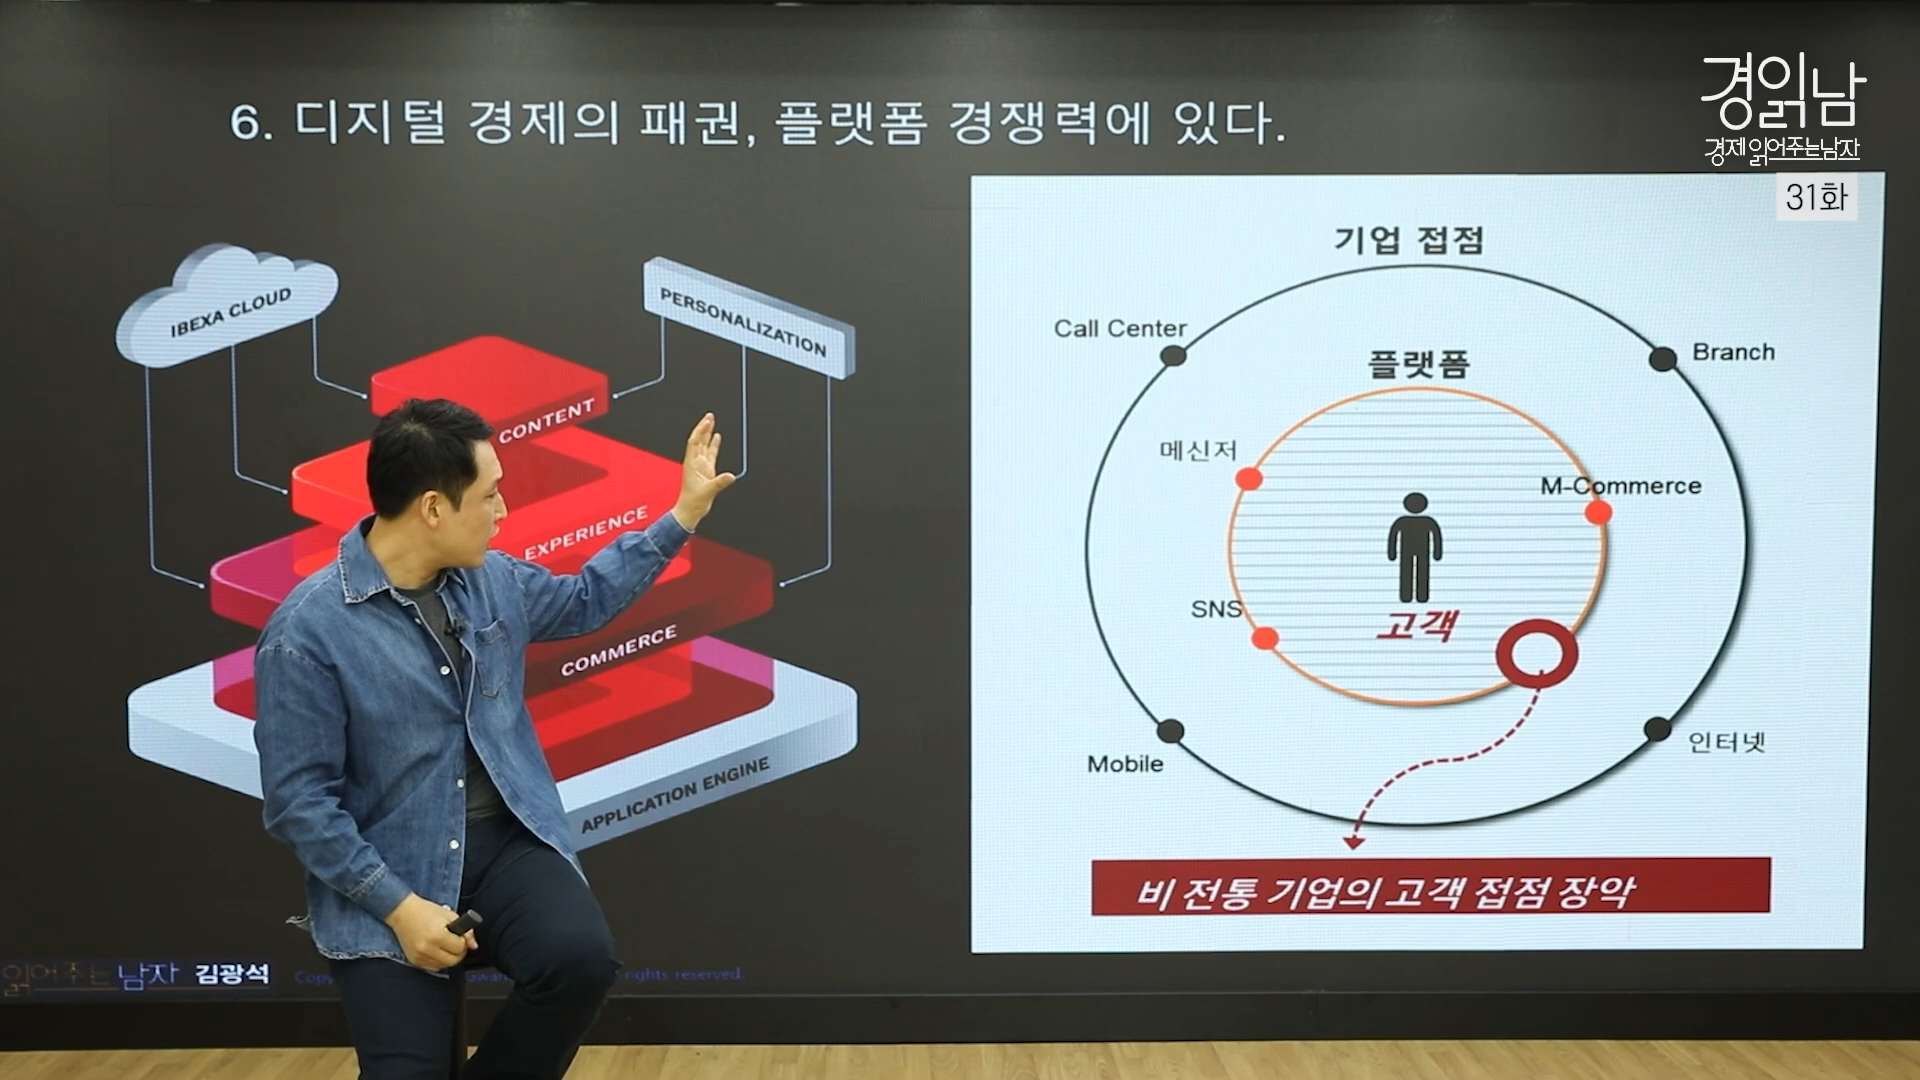 경읽남
경제 읽어주는 남자
31화
6. 디지털 경제의 패권, 플랫폼 경쟁력에 있다.
IBEXA CLOUD
PERSONALIZATION
CONTENT
EXPERIENCE
COMMERCE
APPLICATION ENGINE
기업 접점
Call Center
Branch
플랫폼
메신저
M-Commerce
고객
SNS
Mobile
인터넷
비 전통 기업의 고객 접점 장악
읽어주는 남자 김광석
rights reserved.